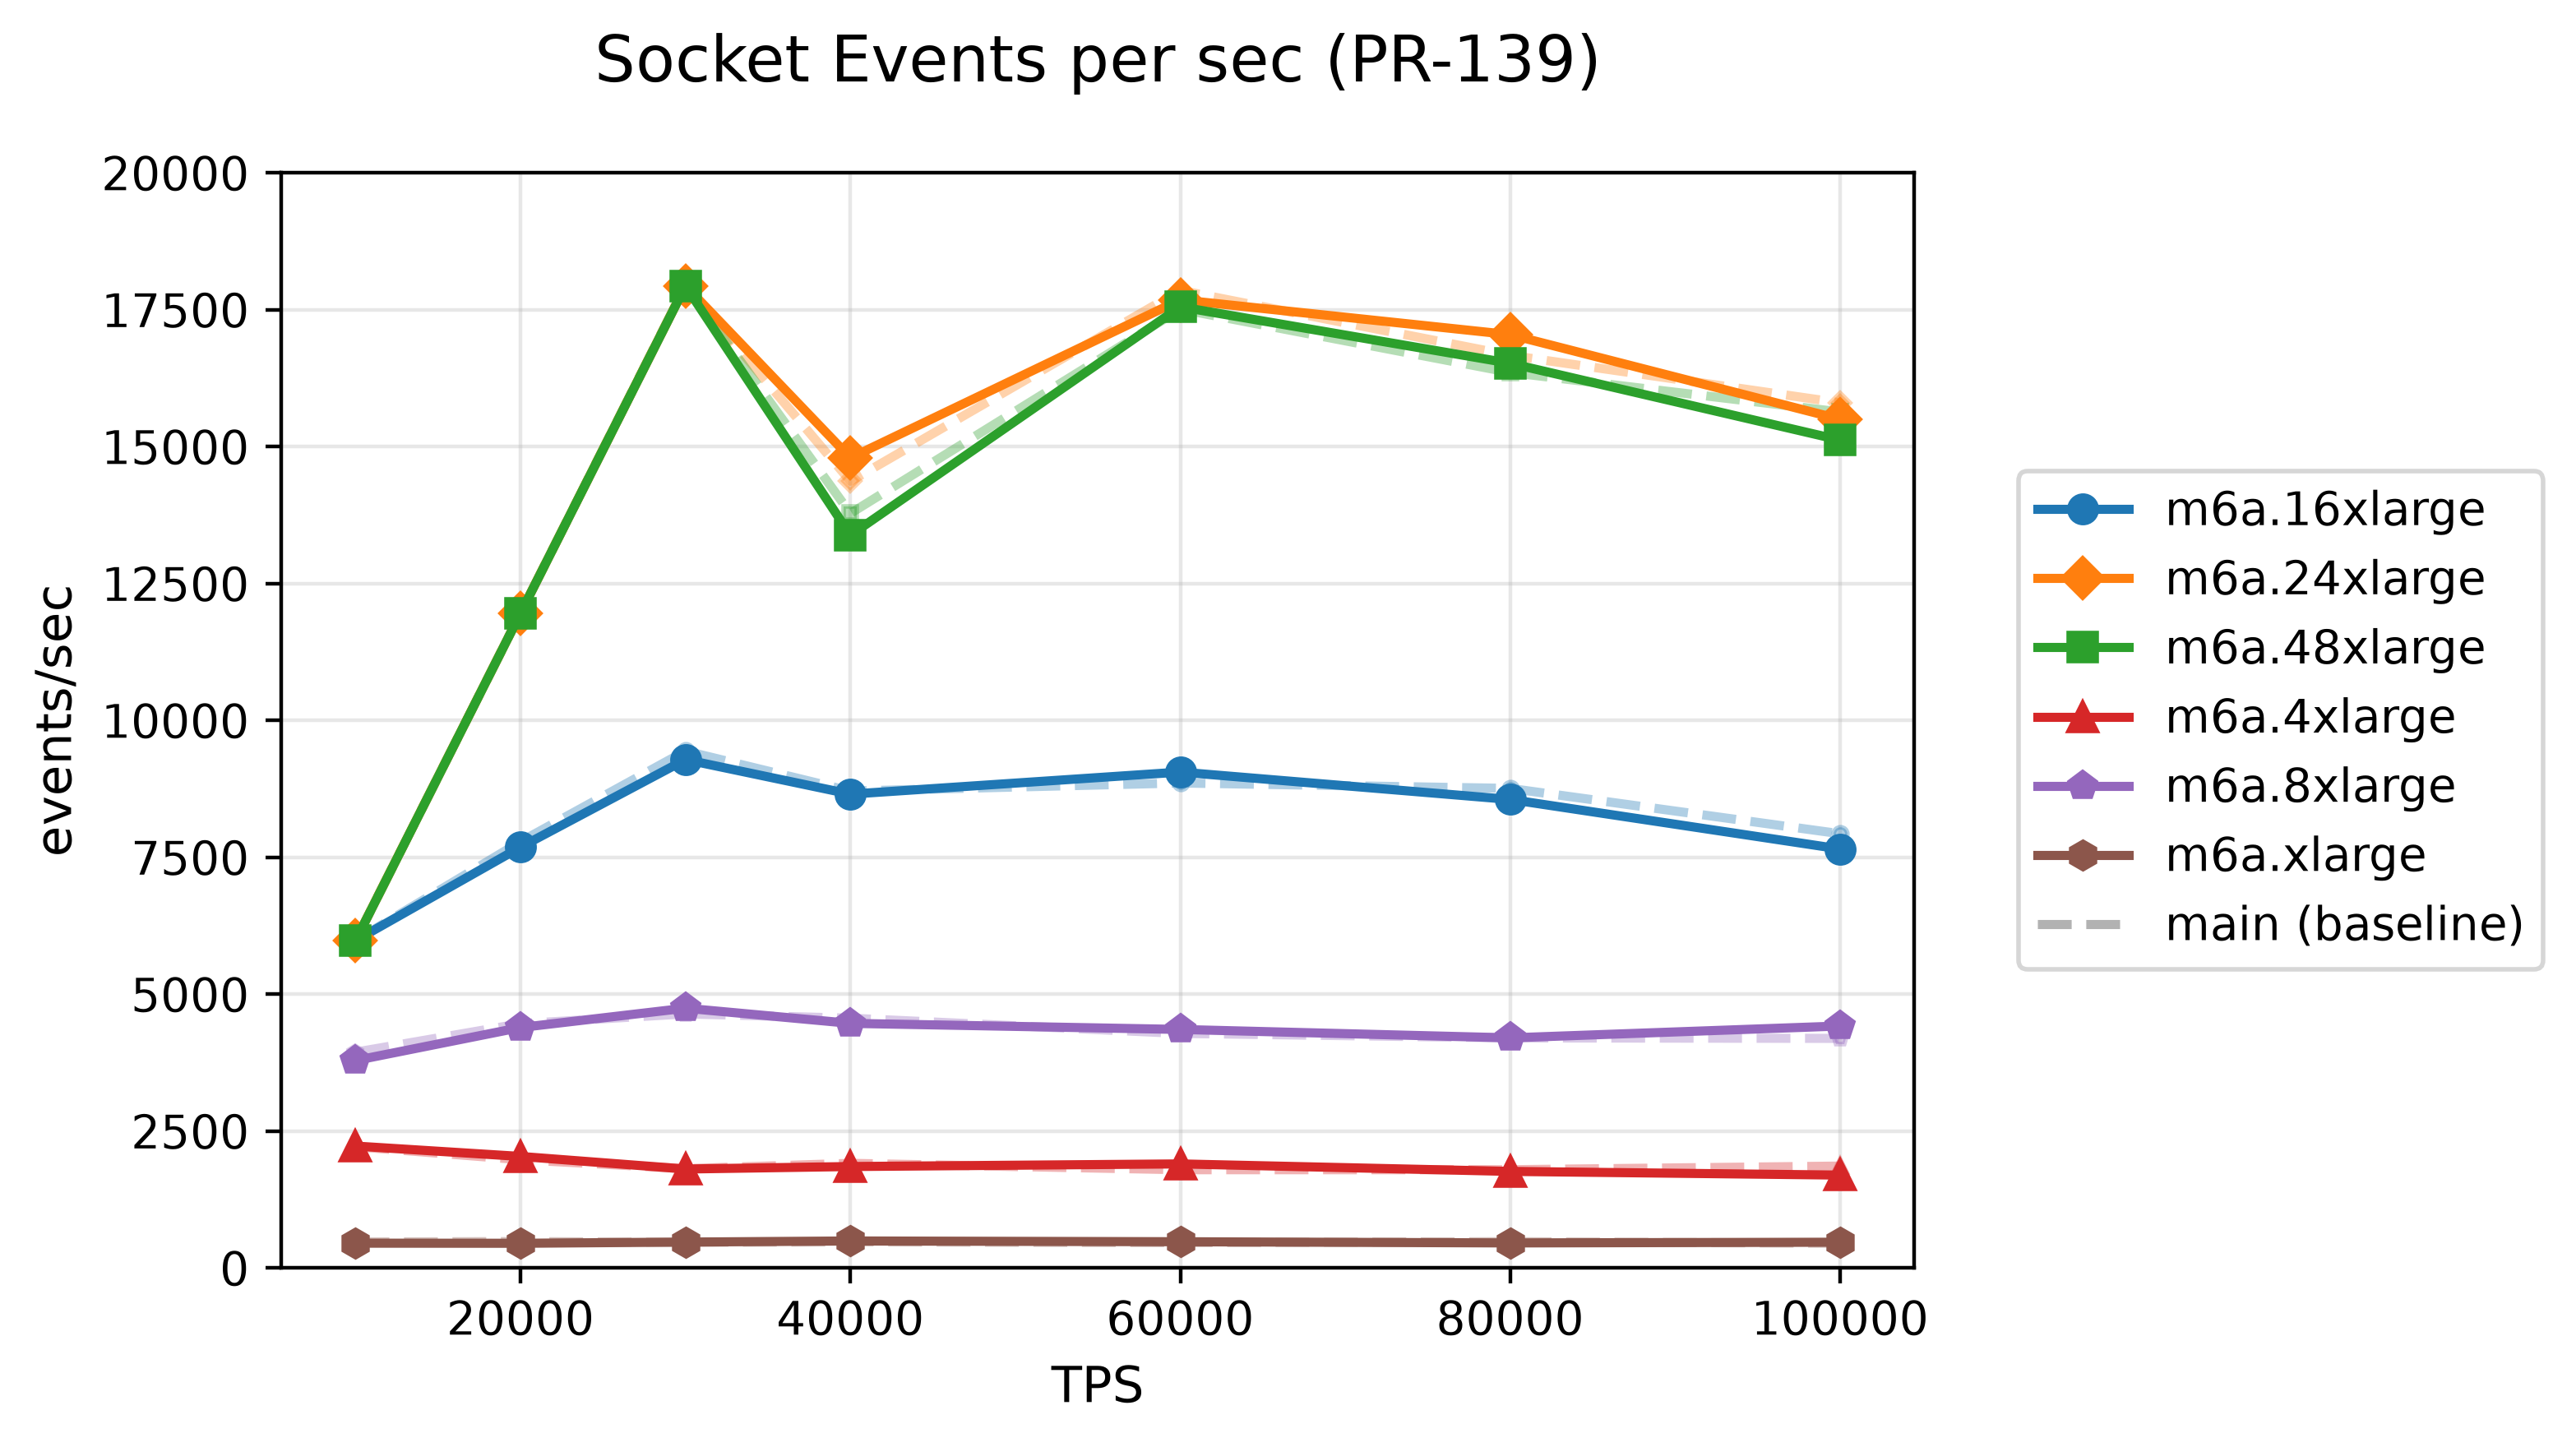 Socket Events per sec (PR-139)
20000
17500
15000
12500
10000
7500
5000
2500
0
events/sec
20000 40000 60000 80000 100000
TPS
m6a.16xlarge
m6a.24xlarge
m6a.48xlarge
m6a.4xlarge
m6a.8xlarge
m6a.xlarge
main (baseline)